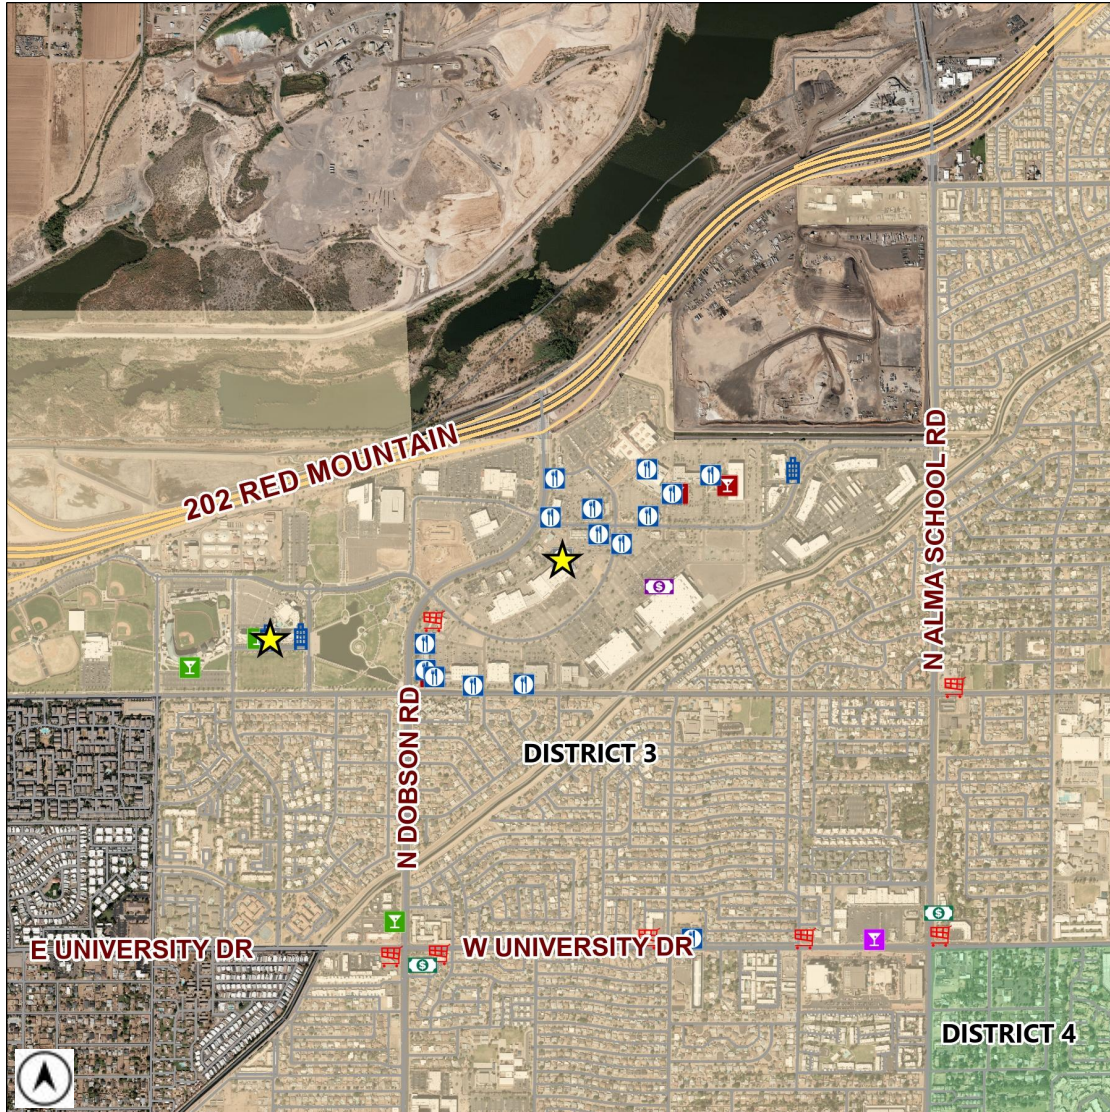 202 RED MOUNTAIN
N ALMA SCHOOL RD
N DOBSON RD
DISTRICT 3
E UNIVERSITY DR
W UNIVERSITY DR
DISTRICT 4
$
$
$